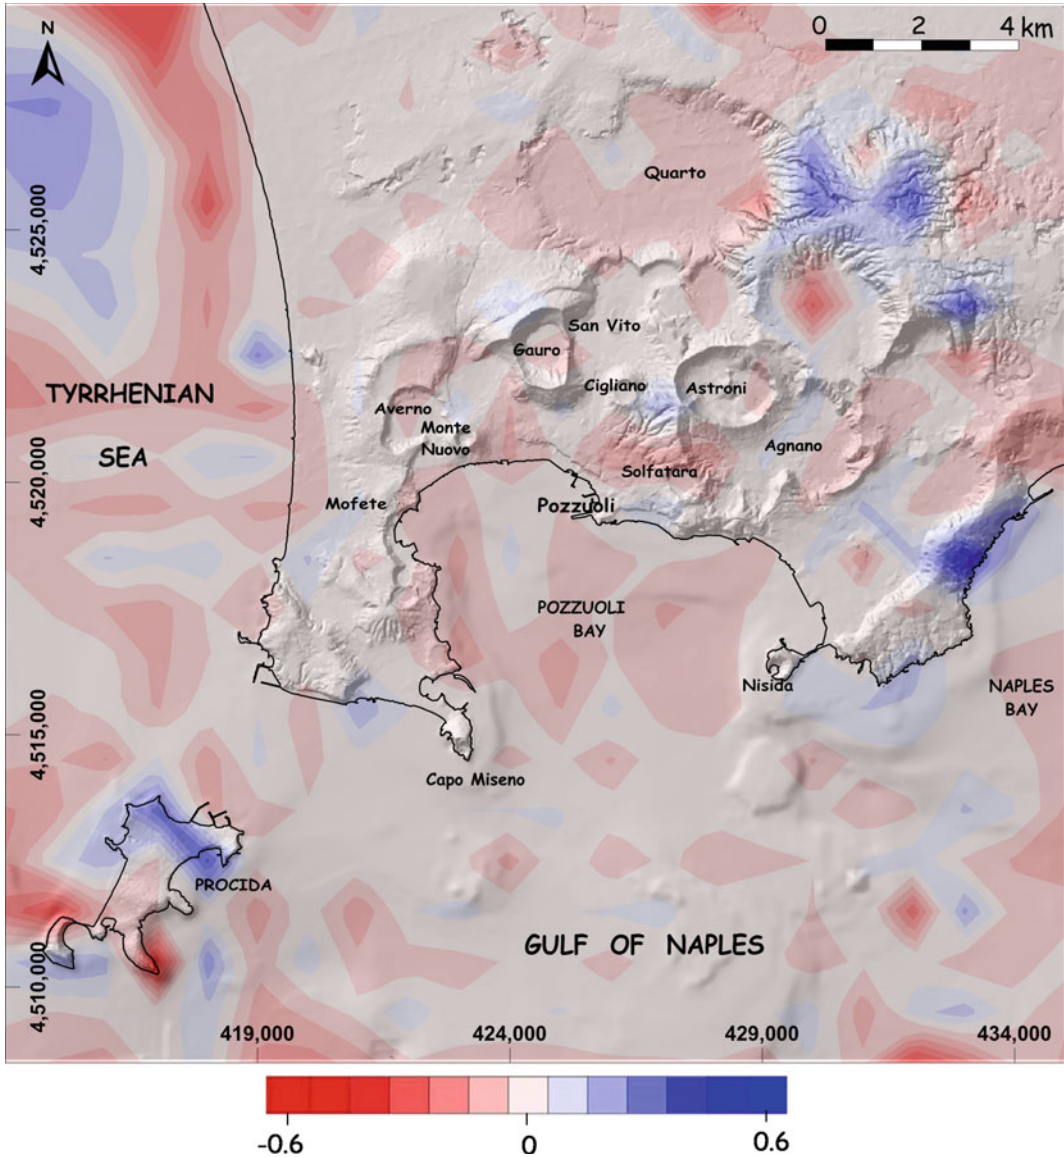 N
0 2 4 km
Quarto
4,525,000
San Vito
Gauro
TYRRHENIAN
SEA
Cigliano
Astroni
Averno
Monte
Nuovo
Agnano
Solfatara
4,520,000
Mofete
Pozzuoli
POZZUOLI
BAY
Nisida
NAPLES
BAY
4,515,000
Capo Miseno
PROCIDA
GULF OF NAPLES
4,510,000
419,000 424,000 429,000 434,000
-0.6 0 0.6